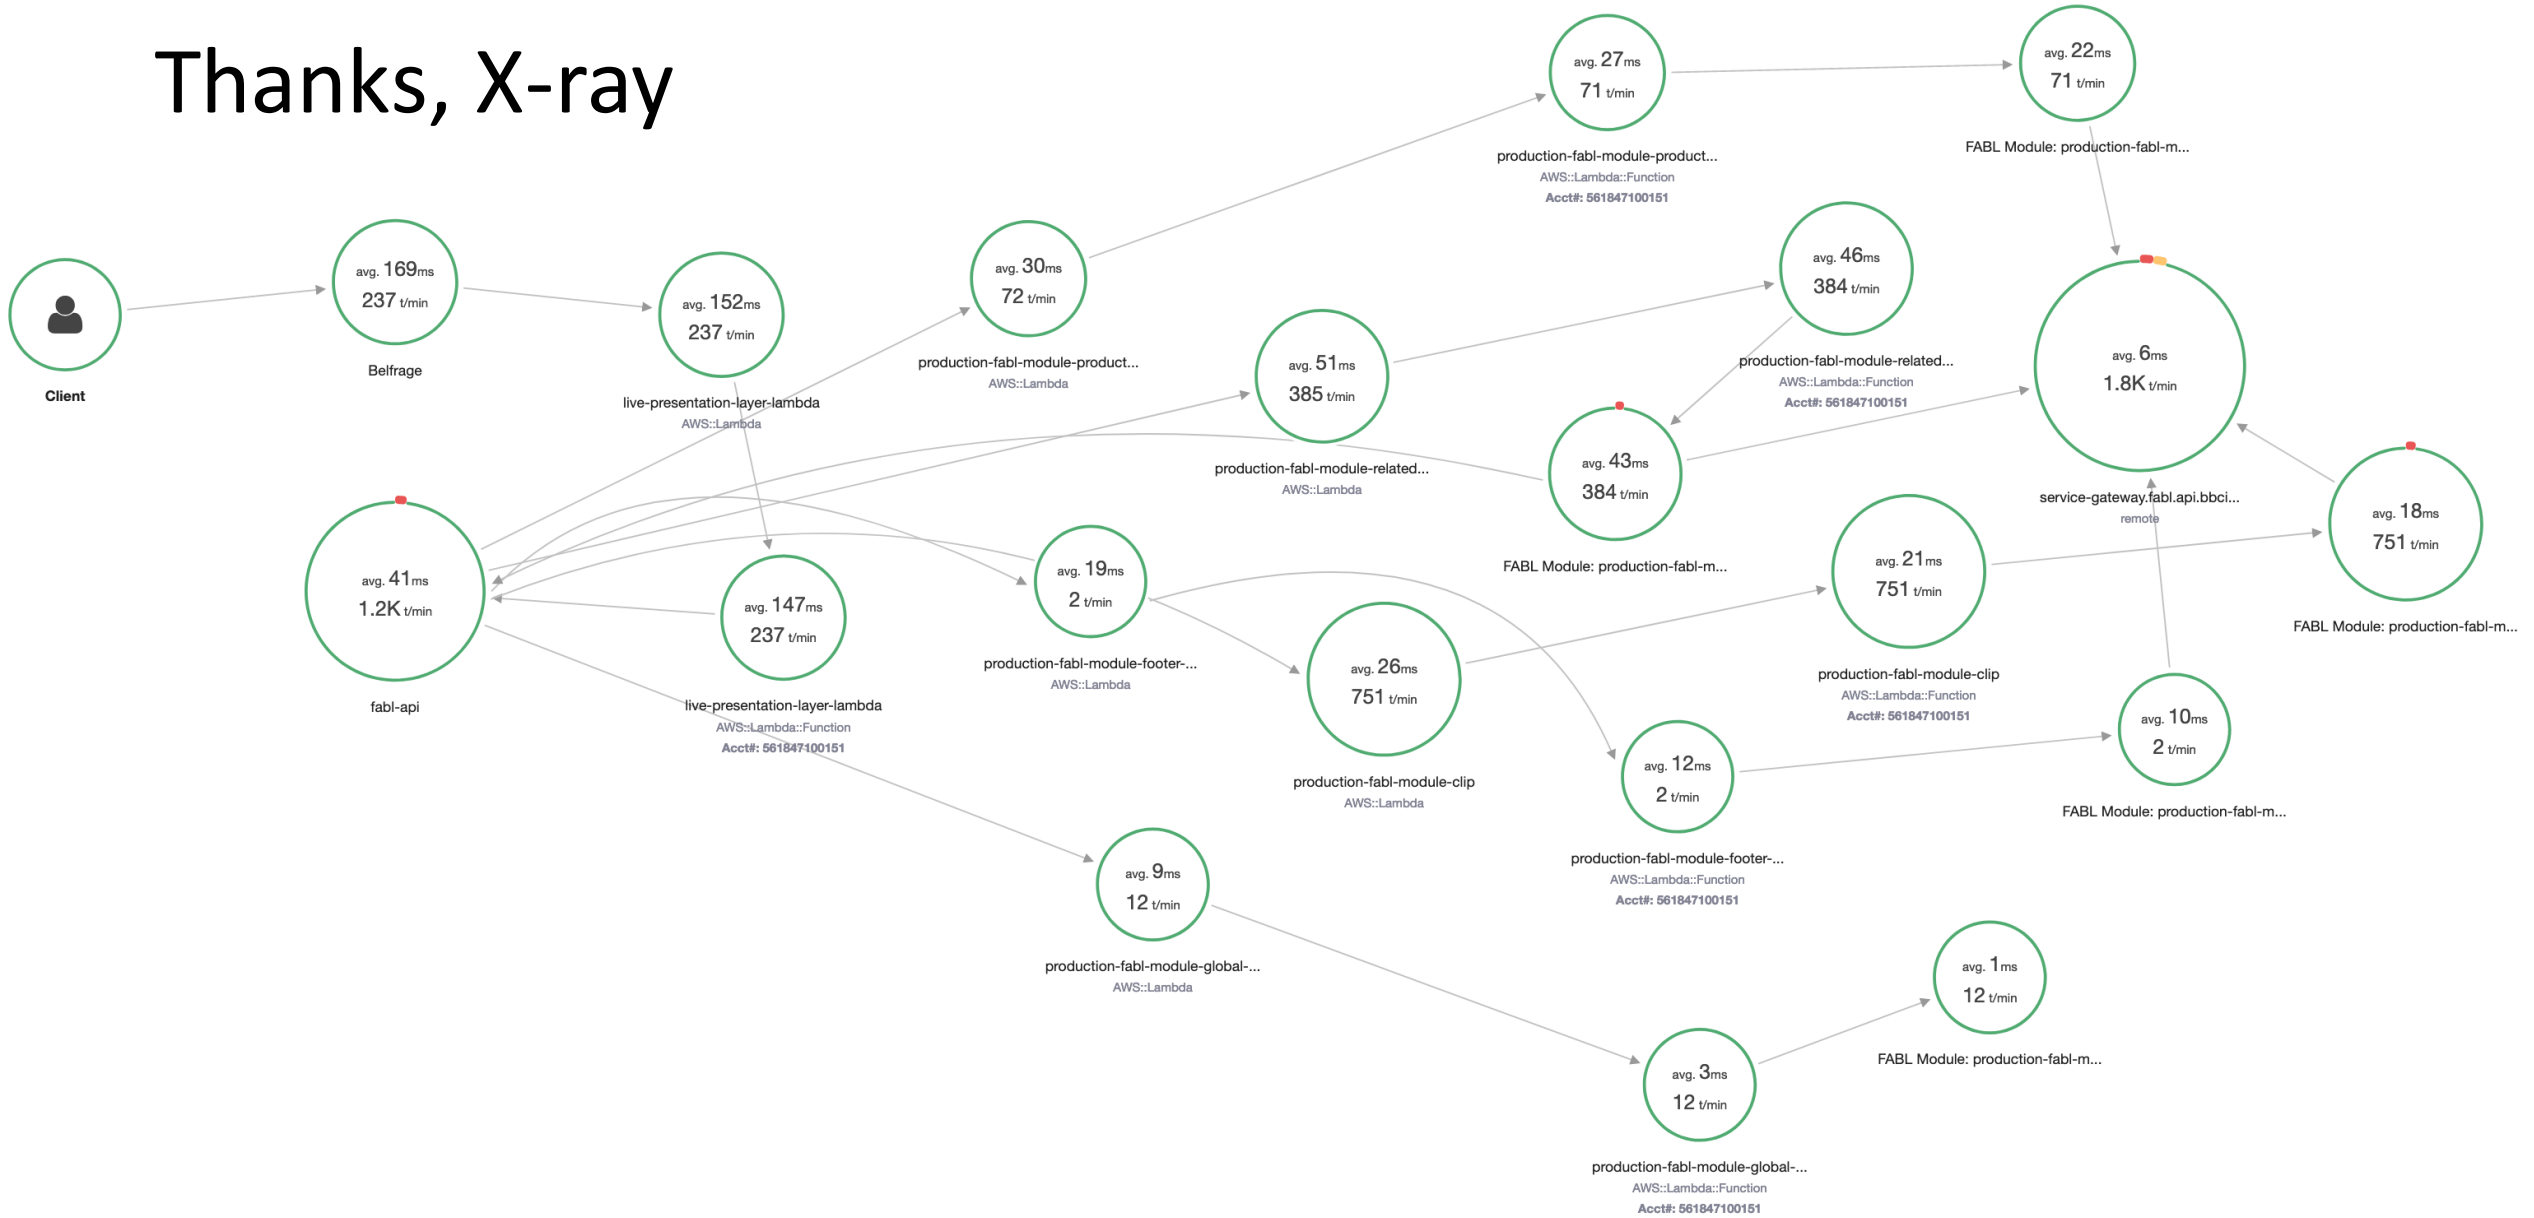 Thanks, X-ray
avg. 27ms
71 t/min
production-fabl-module-product...
AWS::Lambda::Function
Acct#: 561847100151
avg. 22ms
71 t/min
FABL Module: production-fabl-m...
Client
avg. 169ms
237 t/min
Belfrage
avg. 152ms
237 t/min
live-presentation-layer-lambda
AWS::Lambda
avg. 30ms
72 t/min
production-fabl-module-product...
AWS::Lambda
avg. 51ms
385 t/min
production-fabl-module-related...
AWS::Lambda
avg. 46ms
384 t/min
production-fabl-module-related...
AWS::Lambda::Function
Acct#: 561847100151
avg. 6ms
1.8K t/min
service-gateway.fabl.api.bbci...
remote
avg. 43ms
384 t/min
FABL Module: production-fabl-m...
avg. 18ms
751 t/min
FABL Module: production-fabl-m...
avg. 41ms
1.2K t/min
fabl-api
avg. 147ms
237 t/min
live-presentation-layer-lambda
AWS::Lambda::Function
Acct#: 561847100151
avg. 19ms
2 t/min
production-fabl-module-footer-...
AWS::Lambda
avg. 26ms
751 t/min
production-fabl-module-clip
AWS::Lambda
avg. 21ms
751 t/min
production-fabl-module-clip
AWS::Lambda::Function
Acct#: 561847100151
avg. 12ms
2 t/min
production-fabl-module-footer-...
AWS::Lambda::Function
Acct#: 561847100151
avg. 10ms
2 t/min
FABL Module: production-fabl-m...
avg. 9ms
12 t/min
production-fabl-module-global-...
AWS::Lambda
avg. 1ms
12 t/min
FABL Module: production-fabl-m...
avg. 3ms
12 t/min
production-fabl-module-global-...
AWS::Lambda::Function
Acct#: 561847100151